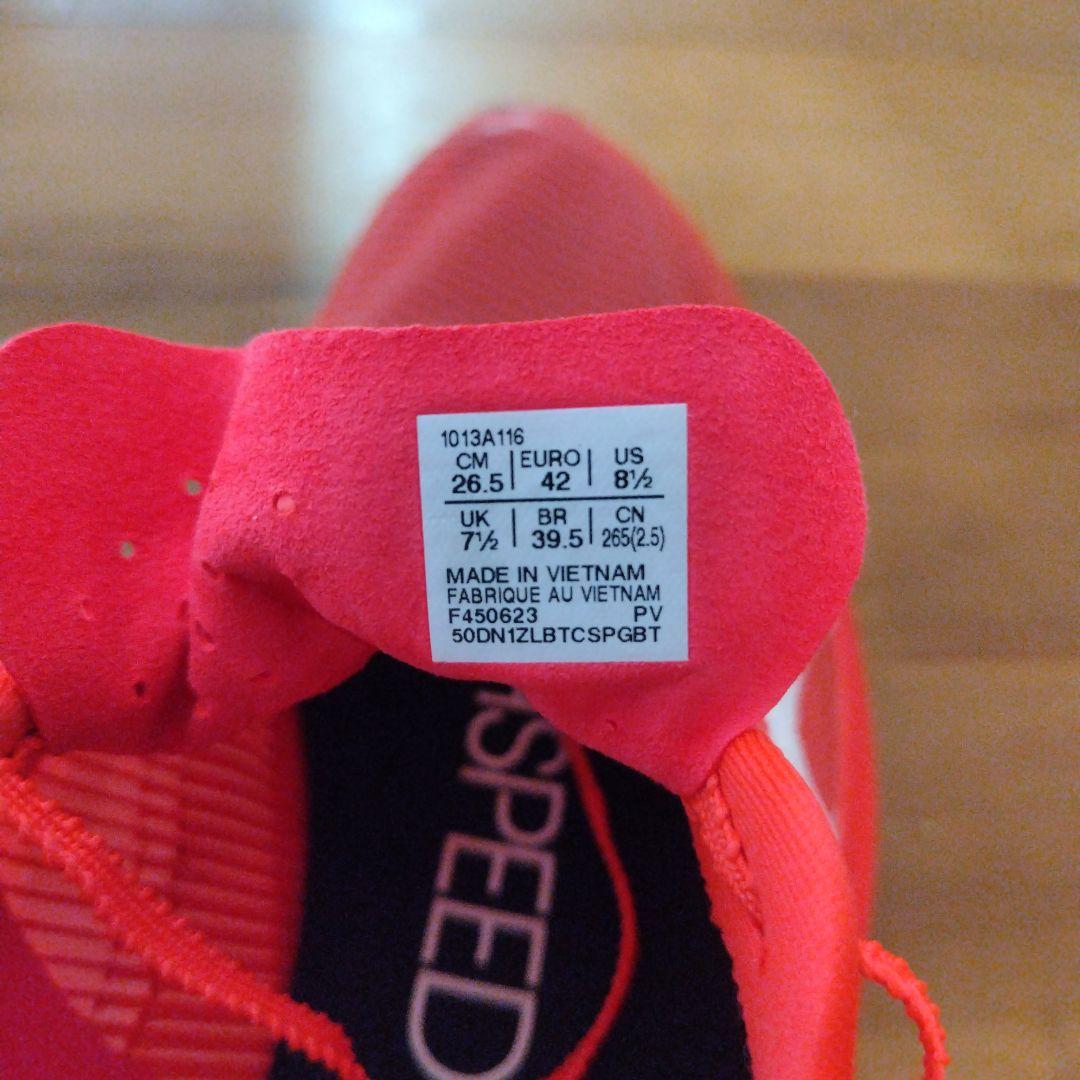 1013A116
CM | EURO | US
26.5 | 42 | 8½
UK | BR | CN
7½ | 39.5 | 265(2.5)
MADE IN VIETNAM
FABRIQUE AU VIETNAM
F450623 PV
50DN1ZLBTCSPGBT
SPEED